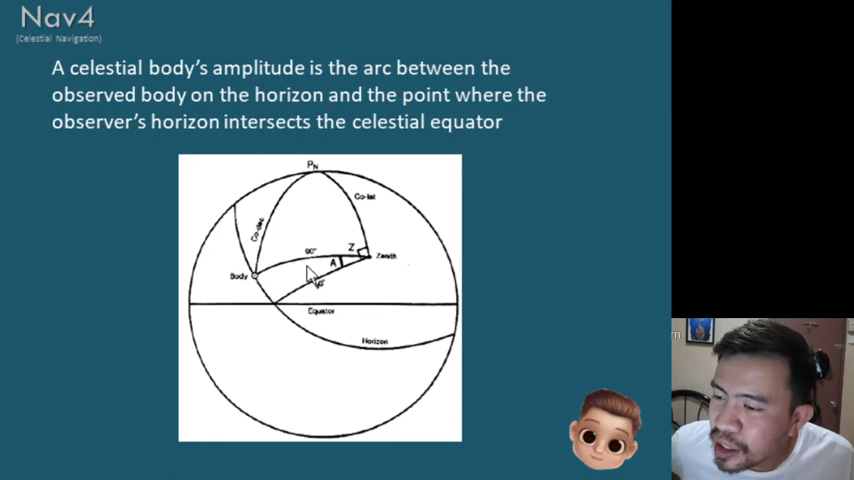 Nav4
(Celestial Navigation)
A celestial body's amplitude is the arc between the
observed body on the horizon and the point where the
observer's horizon intersects the celestial equator
PN
Co-lat
Co-dec
90°
Z
A
Zenith
Body
Equator
Horizon